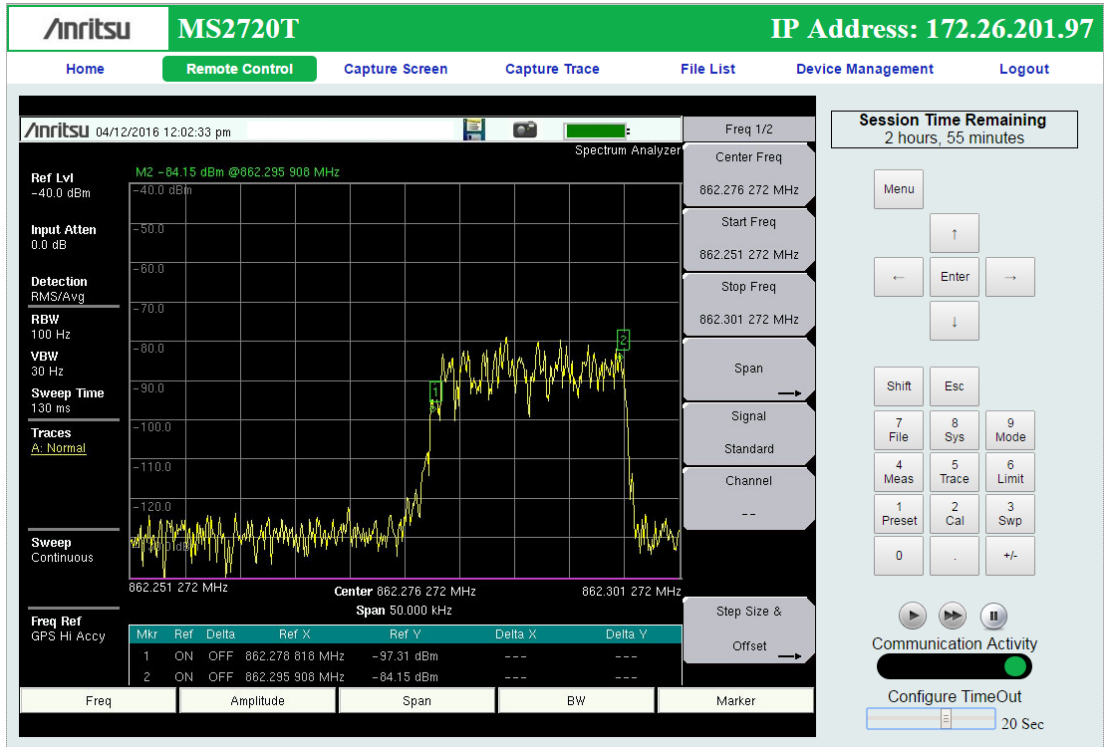 /inritsu MS2720T IP Address: 172.26.201.97
Home Remote Control Capture Screen Capture Trace File List Device Management Logout
/inritsu 04/12/2016 12:02:33 pm
Spectrum Analyzer
M2 -84.15 dBm @862.295 908 MHz
Ref Lvl
-40.0 dBm
Input Atten
0.0 dB
Detection
RMS/Avg
RBW
100 Hz
VBW
30 Hz
Sweep Time
130 ms
Traces
A: Normal
Sweep
Continuous
Freq Ref
GPS Hi Accy
-40.0 dBm
-50.0
-60.0
-70.0
-80.0
-90.0
-100.0
-110.0
-120.0
1
2
862.251 272 MHz Center 862.276 272 MHz 862.301 272 MHz
Span 50.000 kHz
Mkr Ref Delta Ref X Ref Y Delta X Delta Y
1 ON OFF 862.278 818 MHz -97.31 dBm --- ---
2 ON OFF 862.295 908 MHz -84.15 dBm --- ---
Freq Amplitude Span BW Marker
Freq 1/2
Center Freq
862.276 272 MHz
Start Freq
862.251 272 MHz
Stop Freq
862.301 272 MHz
Span
Signal
Standard
Channel
--
Step Size &
Offset
Session Time Remaining
2 hours, 55 minutes
Menu
↑
← Enter →
↓
Shift Esc
7 8 9
File Sys Mode
4 5 6
Meas Trace Limit
1 2 3
Preset Cal Swp
0 . +/-
Communication Activity
Configure TimeOut
20 Sec